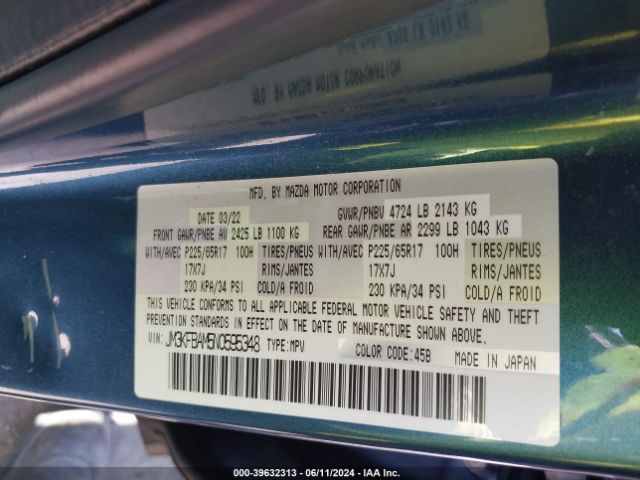 MFD. BY MAZDA MOTOR CORPORATION
DATE 03/22 GVWR/PNBV 4724 LB 2143 KG
FRONT GAWR/PNBE AV 2425 LB 1100 KG REAR GAWR/PNBE AR 2299 LB 1043 KG
WITH/AVEC P225/65R17 100H TIRES/PNEUS WITH/AVEC P225/65R17 100H TIRES/PNEUS
17X7J RIMS/JANTES 17X7J RIMS/JANTES
230 KPA/34 PSI COLD/A FROID 230 KPA/34 PSI COLD/A FROID
THIS VEHICLE CONFORMS TO ALL APPLICABLE FEDERAL MOTOR VEHICLE SAFETY AND THEFT
PREVENTION STANDARDS IN EFFECT ON THE DATE OF MANUFACTURE SHOWN ABOVE.
VIN: JM3KFBAM5N0595348 TYPE: MPV COLOR CODE: 45B MADE IN JAPAN
000-39632313 - 06/11/2024 - IAA Inc.